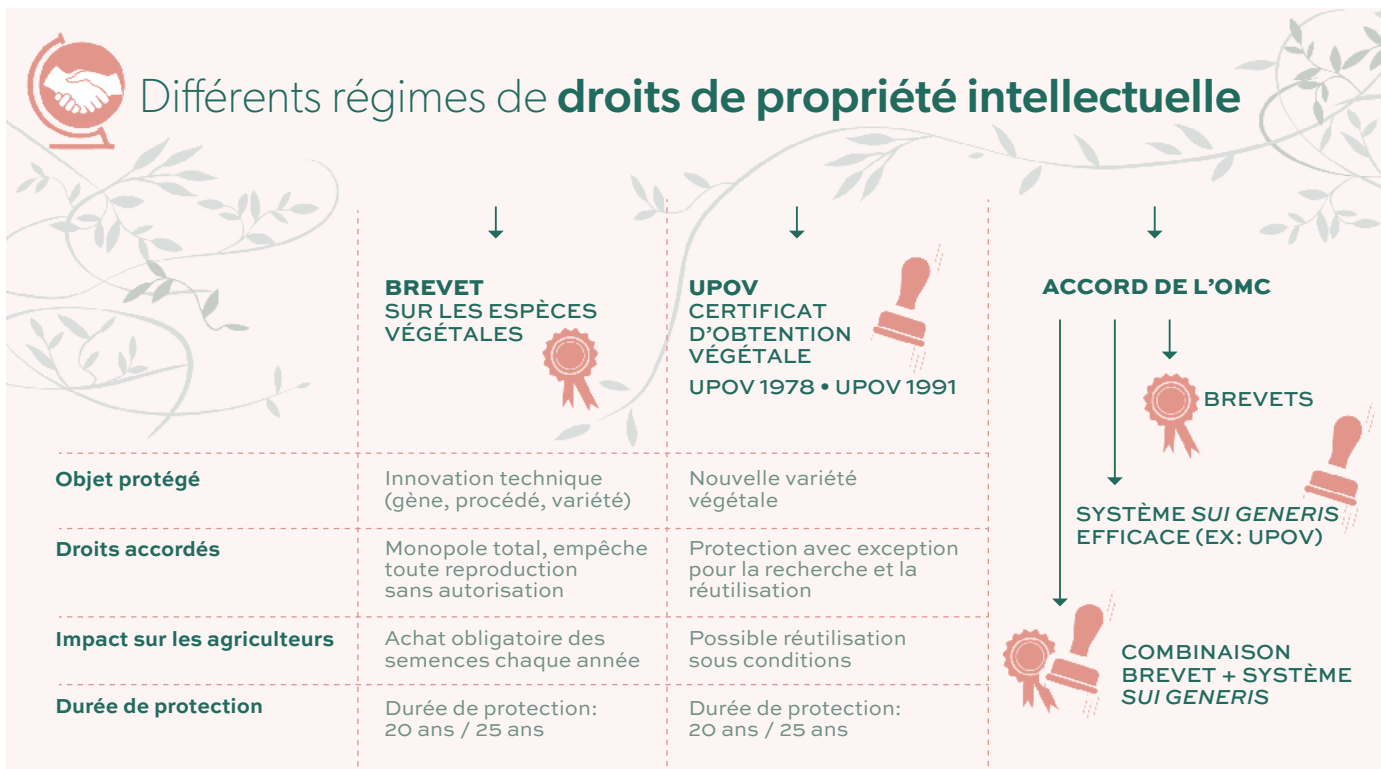 Différents régimes de droits de propriété intellectuelle
BREVET
SUR LES ESPÈCES
VÉGÉTALES
UPOV
CERTIFICAT
D'OBTENTION
VÉGÉTALE
UPOV 1978 • UPOV 1991
ACCORD DE L'OMC
BREVETS
SYSTÈME SUI GENERIS
EFFICACE (EX: UPOV)
COMBINAISON
BREVET + SYSTÈME
SUI GENERIS
Objet protégé
Innovation technique
(gène, procédé, variété)
Nouvelle variété
végétale
Droits accordés
Monopole total, empêche
toute reproduction
sans autorisation
Protection avec exception
pour la recherche et la
réutilisation
Impact sur les agriculteurs
Achat obligatoire des
semences chaque année
Possible réutilisation
sous conditions
Durée de protection
Durée de protection:
20 ans / 25 ans
Durée de protection:
20 ans / 25 ans